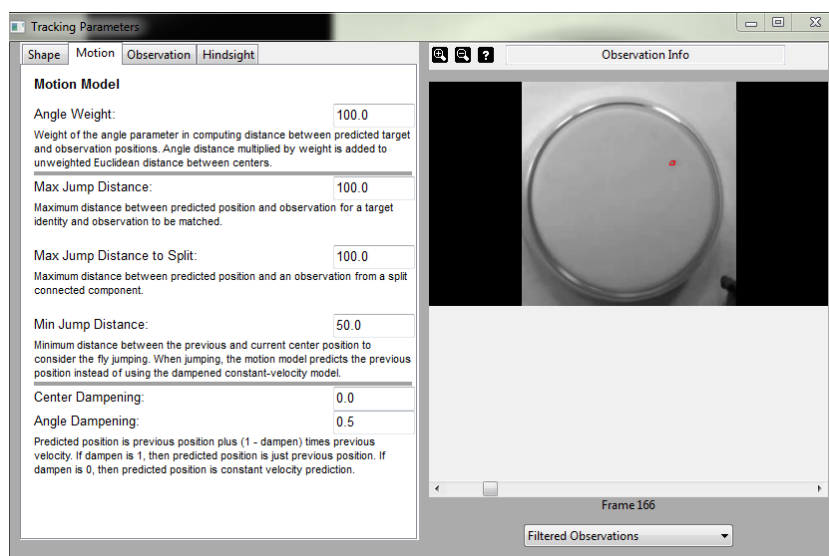 Tracking Parameters
Shape Motion Observation Hindsight
Motion Model
Angle Weight: 100.0
Weight of the angle parameter in computing distance between predicted target
and observation positions. Angle distance multiplied by weight is added to
unweighted Euclidean distance between centers.
Max Jump Distance: 100.0
Maximum distance between predicted position and observation for a target
identity and observation to be matched.
Max Jump Distance to Split: 100.0
Maximum distance between predicted position and an observation from a split
connected component.
Min Jump Distance: 50.0
Minimum distance between the previous and current center position to
consider the fly jumping. When jumping, the motion model predicts the previous
position instead of using the dampened constant-velocity model.
Center Dampening: 0.0
Angle Dampening: 0.5
Predicted position is previous position plus (1 - dampen) times previous
velocity. If dampen is 1, then predicted position is just previous position. If
dampen is 0, then predicted position is constant velocity prediction.
?
Observation Info
Frame 166
Filtered Observations